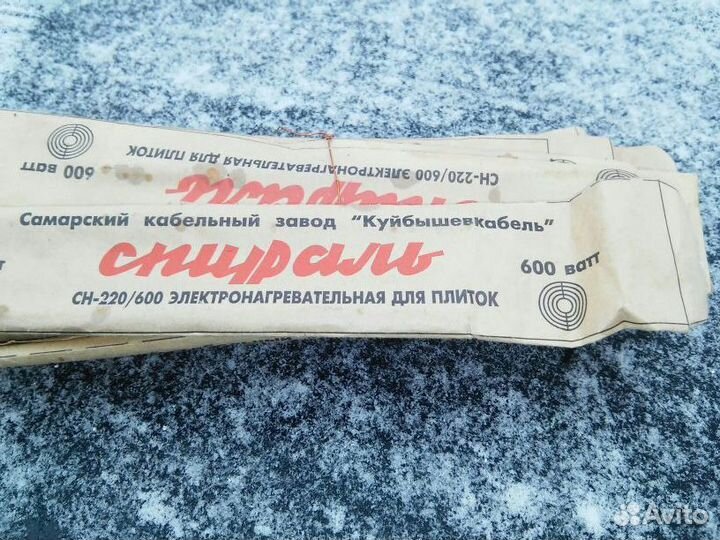 600 ватт
СН-220/600 ЭЛЕКТРОНАГРЕВАТЕЛЬНАЯ ДЛЯ ПЛИТОК
Самарский кабельный завод "Куйбышевкабель"
спираль
600 ватт
СН-220/600 ЭЛЕКТРОНАГРЕВАТЕЛЬНАЯ ДЛЯ ПЛИТОК
Avito